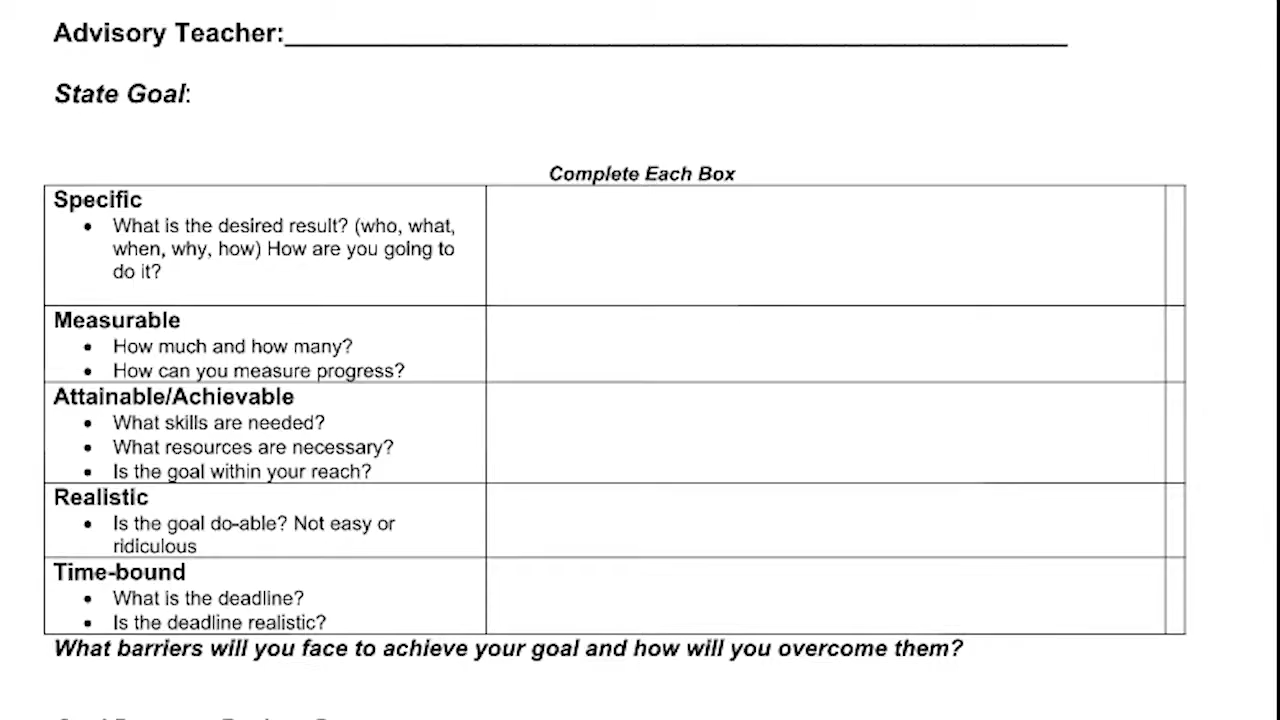 Advisory Teacher:
State Goal:
Complete Each Box
Specific
• What is the desired result? (who, what,
when, why, how) How are you going to
do it?
Measurable
• How much and how many?
• How can you measure progress?
Attainable/Achievable
• What skills are needed?
• What resources are necessary?
• Is the goal within your reach?
Realistic
• Is the goal do-able? Not easy or
ridiculous
Time-bound
• What is the deadline?
• Is the deadline realistic?
What barriers will you face to achieve your goal and how will you overcome them?